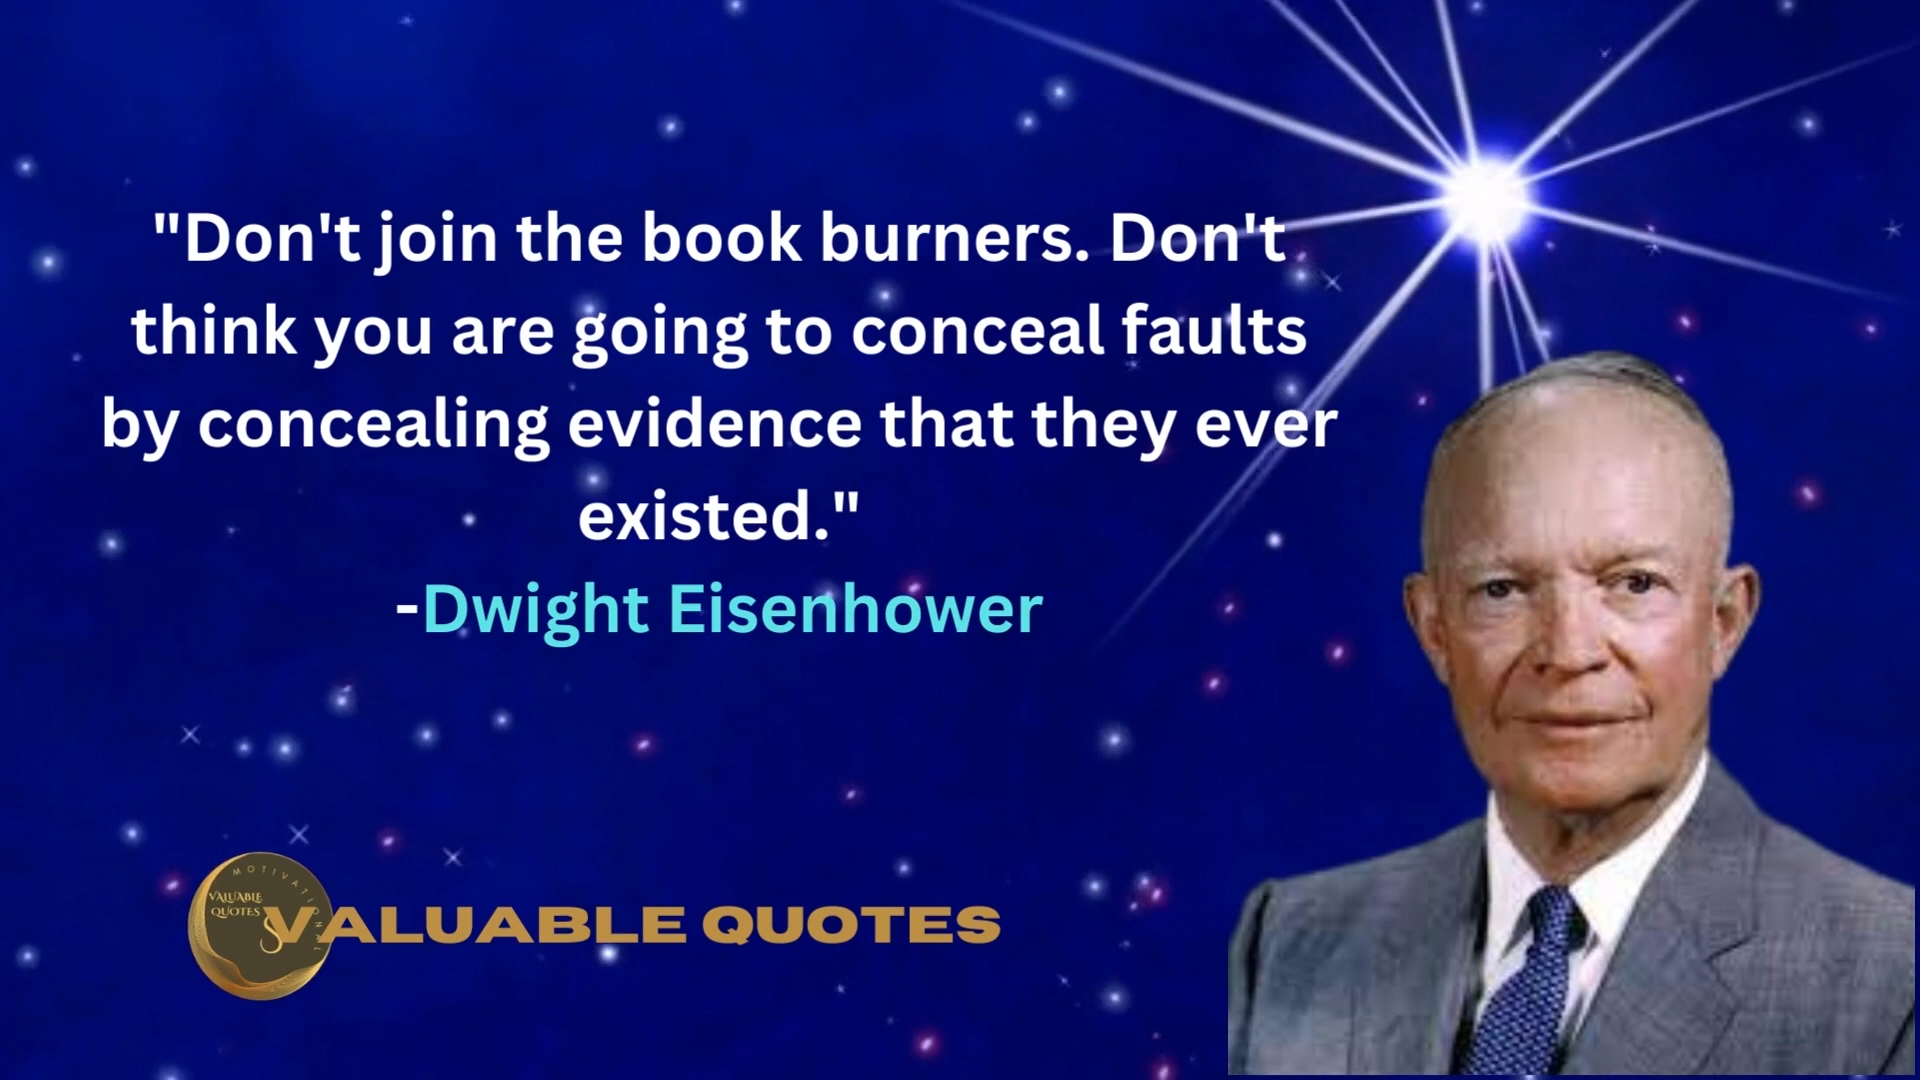 "Don't join the book burners. Don't
think you are going to conceal faults
by concealing evidence that they ever
existed."
-Dwight Eisenhower
MOTIVATIONAL
VALUABLE
QUOTES
VALUABLE QUOTES